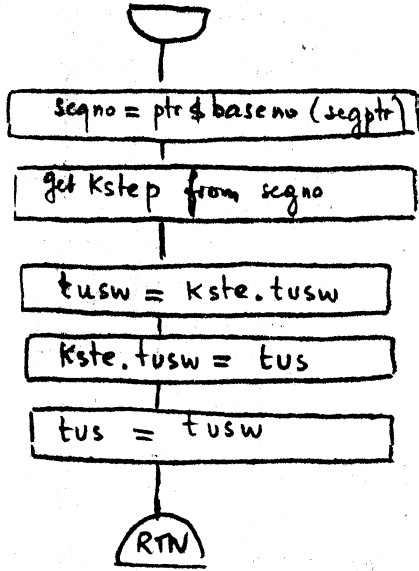 segno = ptr$baseno (segptr)
get kstep from segno
tusw = kste.tusw
kste.tusw = tus
tus = tusw
RTN